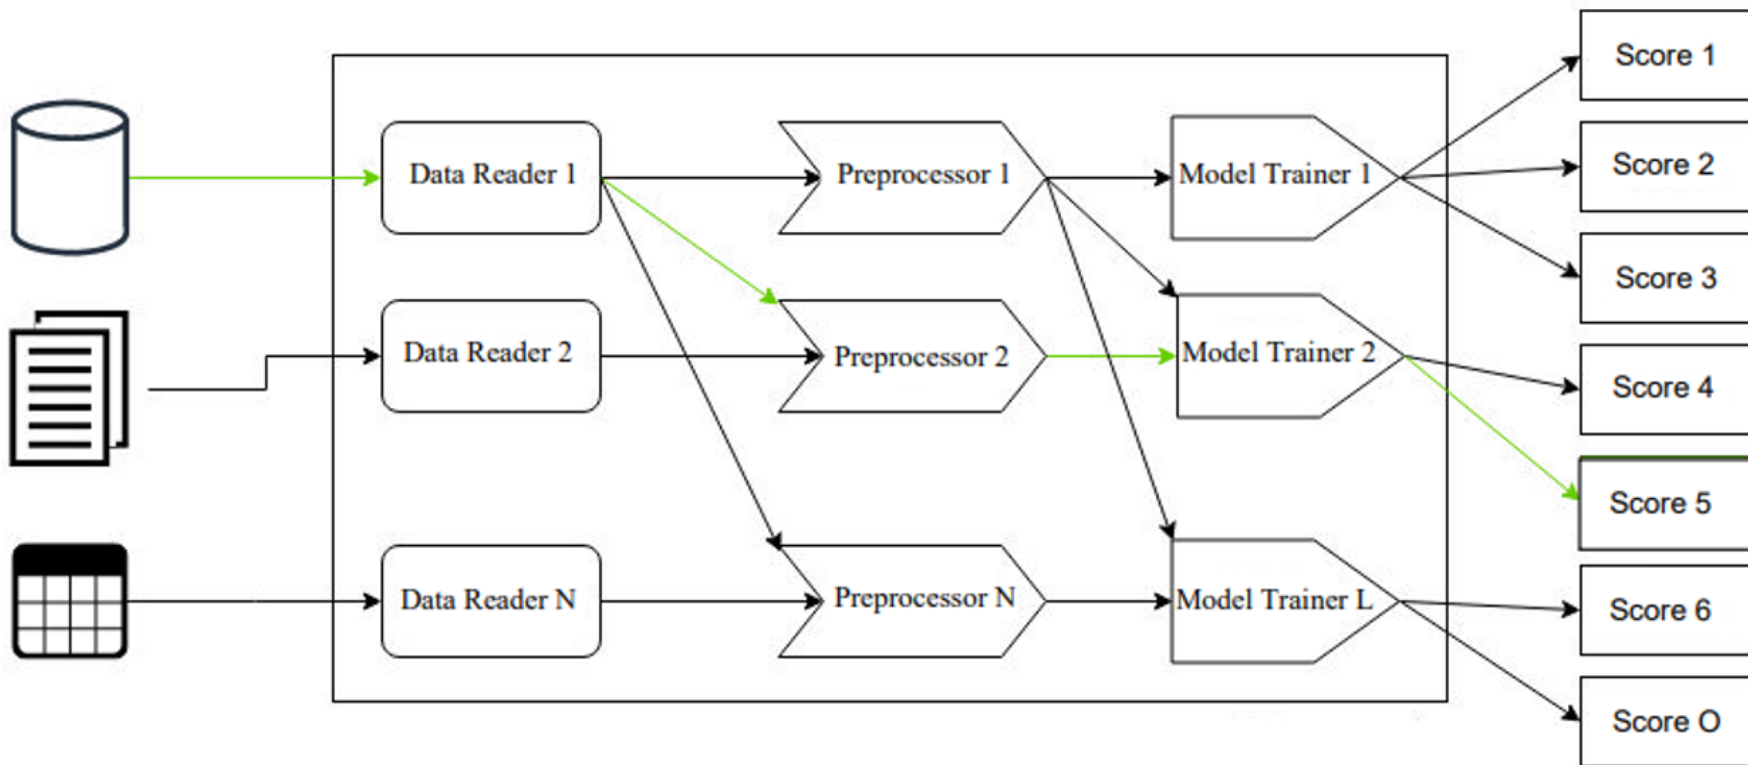 Data Reader 1
Preprocessor 1
Model Trainer 1
Data Reader 2
Preprocessor 2
Model Trainer 2
Data Reader N
Preprocessor N
Model Trainer L
Score 1
Score 2
Score 3
Score 4
Score 5
Score 6
Score O